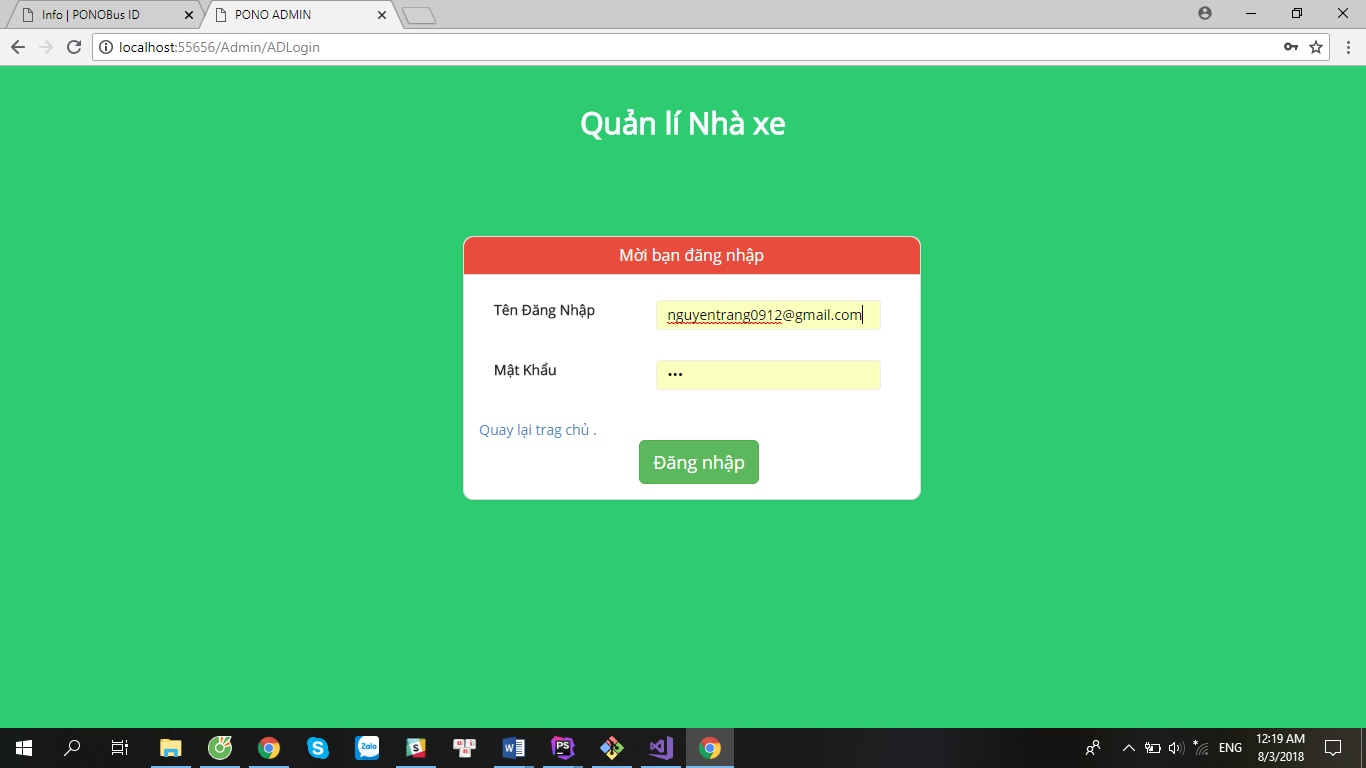 Info | PONOBus ID
PONO ADMIN
localhost:55656/Admin/ADLogin
Quản lí Nhà xe
Mời bạn đăng nhập
Tên Đăng Nhập
nguyentrang0912@gmail.com
Mật Khẩu
•••
Quay lại trag chủ .
Đăng nhập
Zalo
S
W
PS
ENG
12:19 AM
8/3/2018